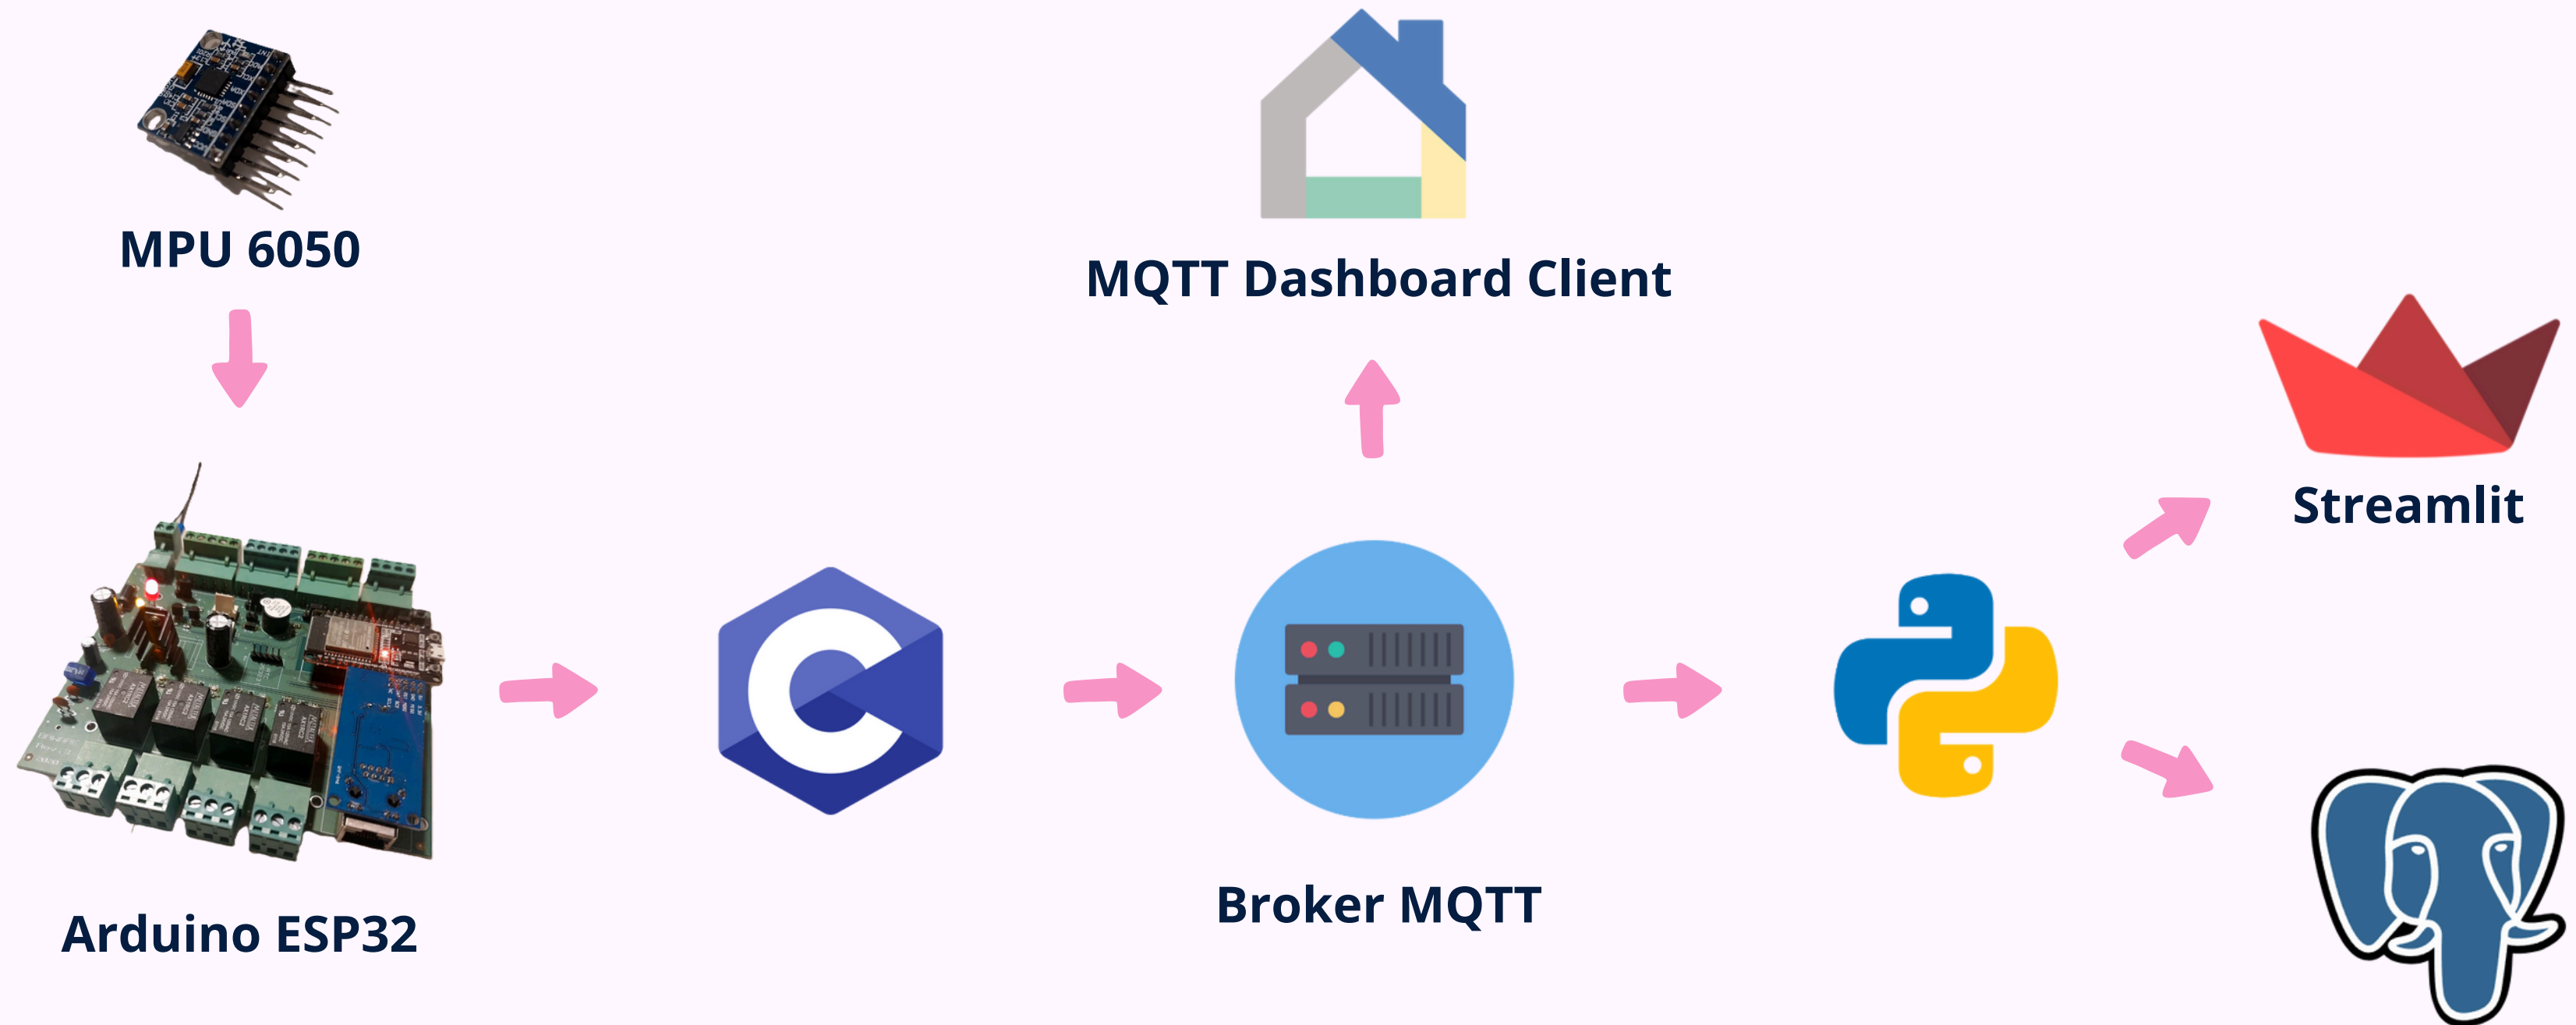 MPU 6050
MQTT Dashboard Client
Streamlit
Arduino ESP32
Broker MQTT